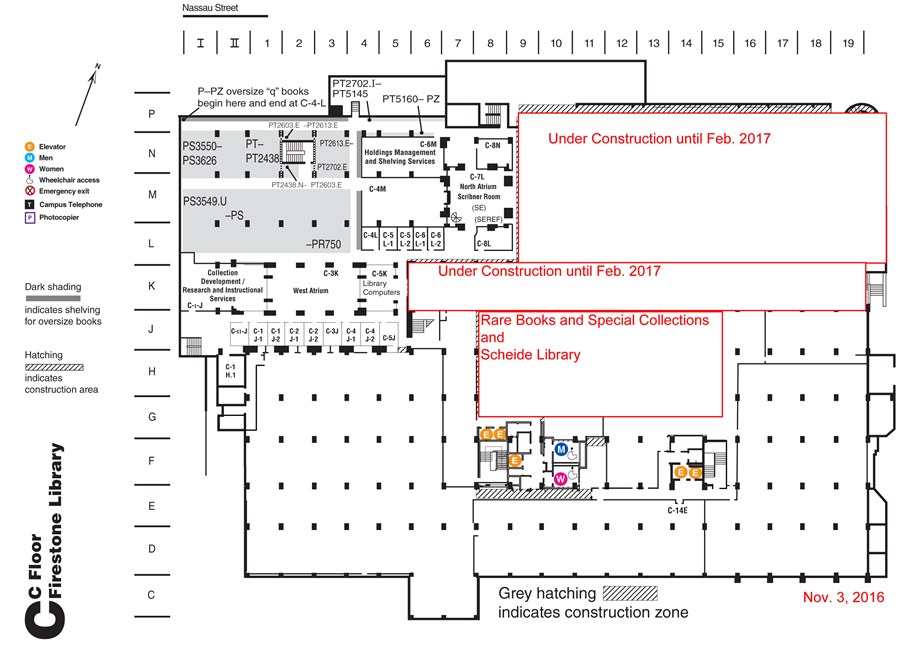 Nassau Street
I II 1 2 3 4 5 6 7 8 9 10 11 12 13 14 15 16 17 18 19
N
P–PZ oversize “q” books
begin here and end at C-4-L
PT2702.I–
PT5145
PT5160– PZ
P
N
M
L
K
J
H
G
F
E
D
C
PT2603.E –PT2613.E
PS3550–
PS3626
PT–
PT2438
PT2613.E–
PT2702.E
PT2438.N– PT2603.E
C-6M
Holdings Management
and Shelving Services
C-8N
C-7L
North Atrium
Scribner Room
(SE)
(SEREF)
C-4M
PS3549.U
–PS
–PR750
C-4L
C-5
L-1
C-5
L-2
C-6
L-1
C-6
L-2
C-8L
Under Construction until Feb. 2017
Under Construction until Feb. 2017
E Elevator
M Men
W Women
Wheelchair access
Emergency exit
T Campus Telephone
P Photocopier
Collection
Development /
Research and Instructional
Services
C-I-J
C-3K
West Atrium
C-5K
Library
Computers
Dark shading
indicates shelving
for oversize books
Rare Books and Special Collections
and
Scheide Library
C-I-J
C-1
J-1
C-1
J-2
C-2
J-1
C-2
J-2
C-3J
C-4
J-1
C-4
J-2
C-5J
Hatching
indicates
construction area
C-1
H.1
E E
E
M
W
E E
C-14E
C C Floor
Firestone Library
Grey hatching
indicates construction zone
Nov. 3, 2016